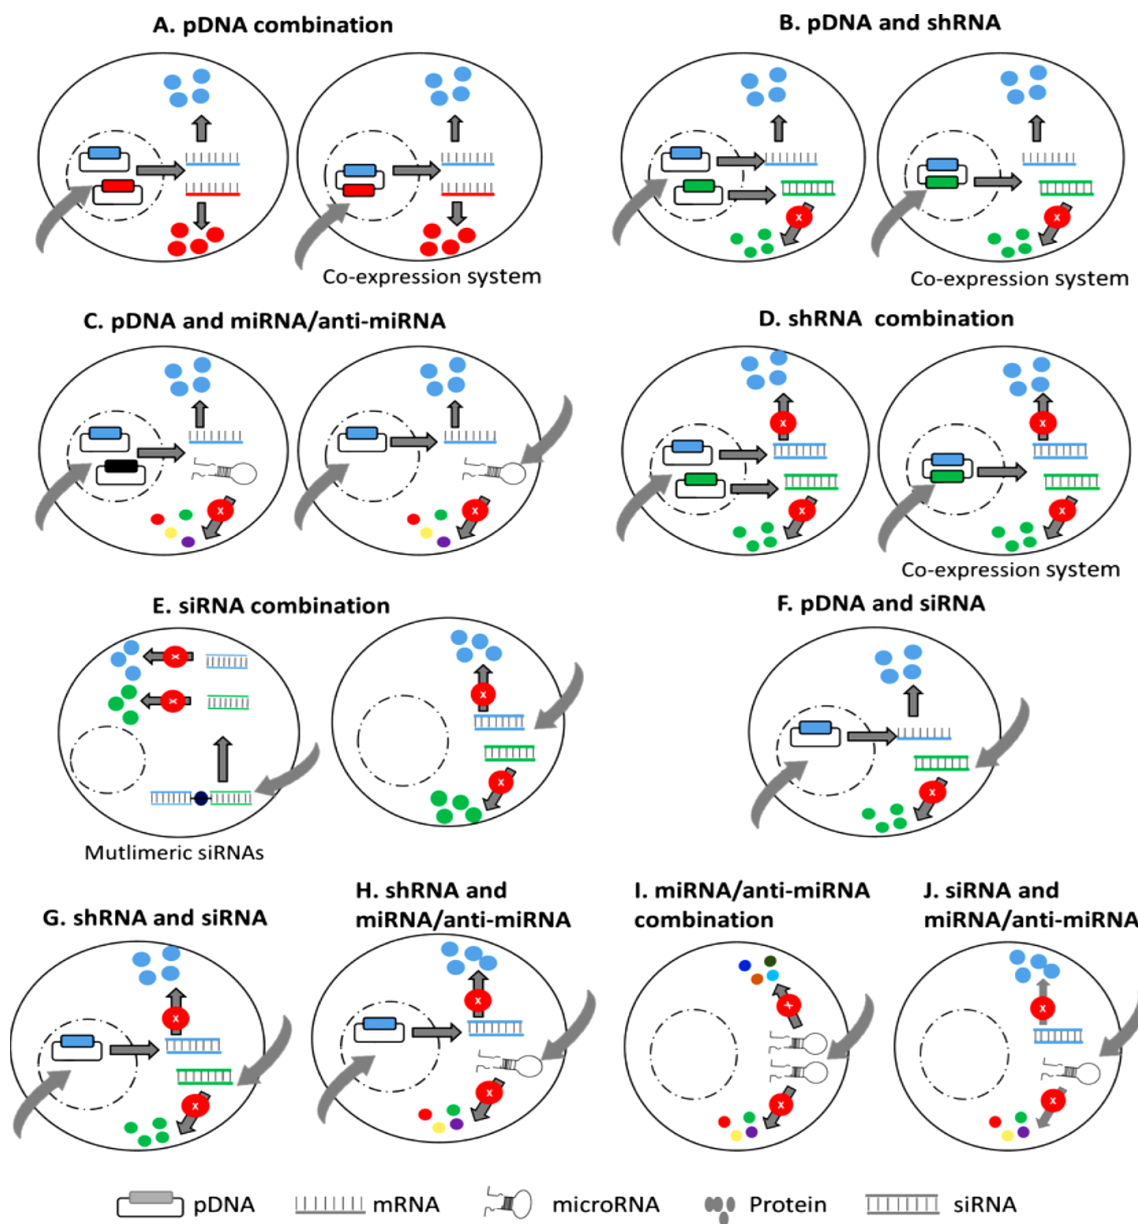 A. pDNA combination
B. pDNA and shRNA
X
X
Co-expression system
Co-expression system
C. pDNA and miRNA/anti-miRNA
D. shRNA combination
X
X
X
X
X
X
Co-expression system
E. siRNA combination
F. pDNA and siRNA
X
X
X
X
X
Mutlimeric siRNAs
G. shRNA and siRNA
H. shRNA and
miRNA/anti-miRNA
I. miRNA/anti-miRNA
combination
J. siRNA and
miRNA/anti-miRNA
X
X
X
X
X
X
X
X
pDNA
mRNA
microRNA
Protein
siRNA